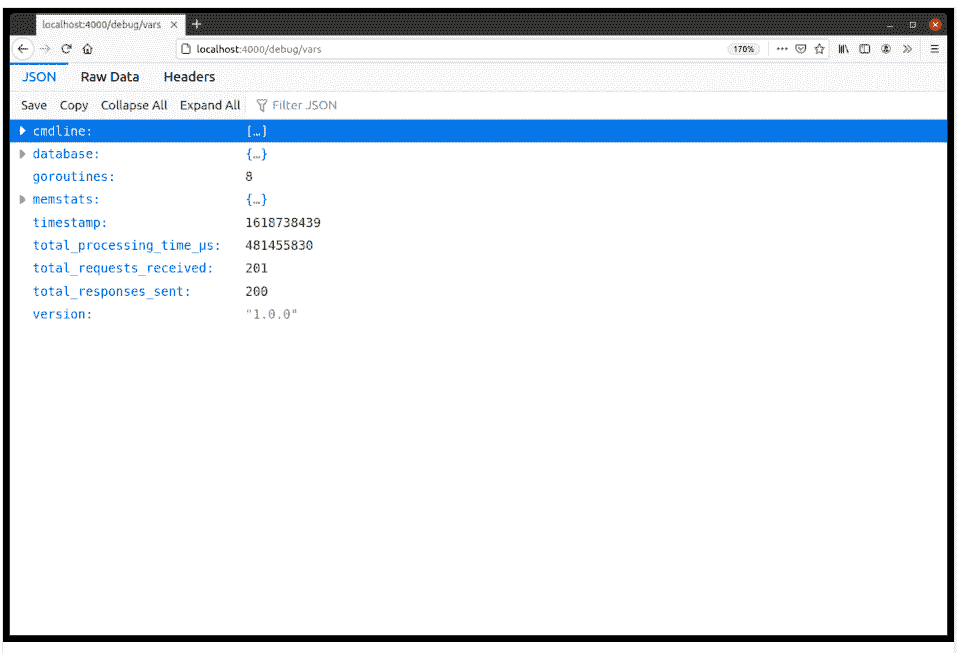 localhost:4000/debug/vars
localhost:4000/debug/vars 170%
JSON Raw Data Headers
Save Copy Collapse All Expand All Filter JSON
cmdline: […]
database: {…}
goroutines: 8
memstats: {…}
timestamp: 1618738439
total_processing_time_μs: 481455830
total_requests_received: 201
total_responses_sent: 200
version: "1.0.0"